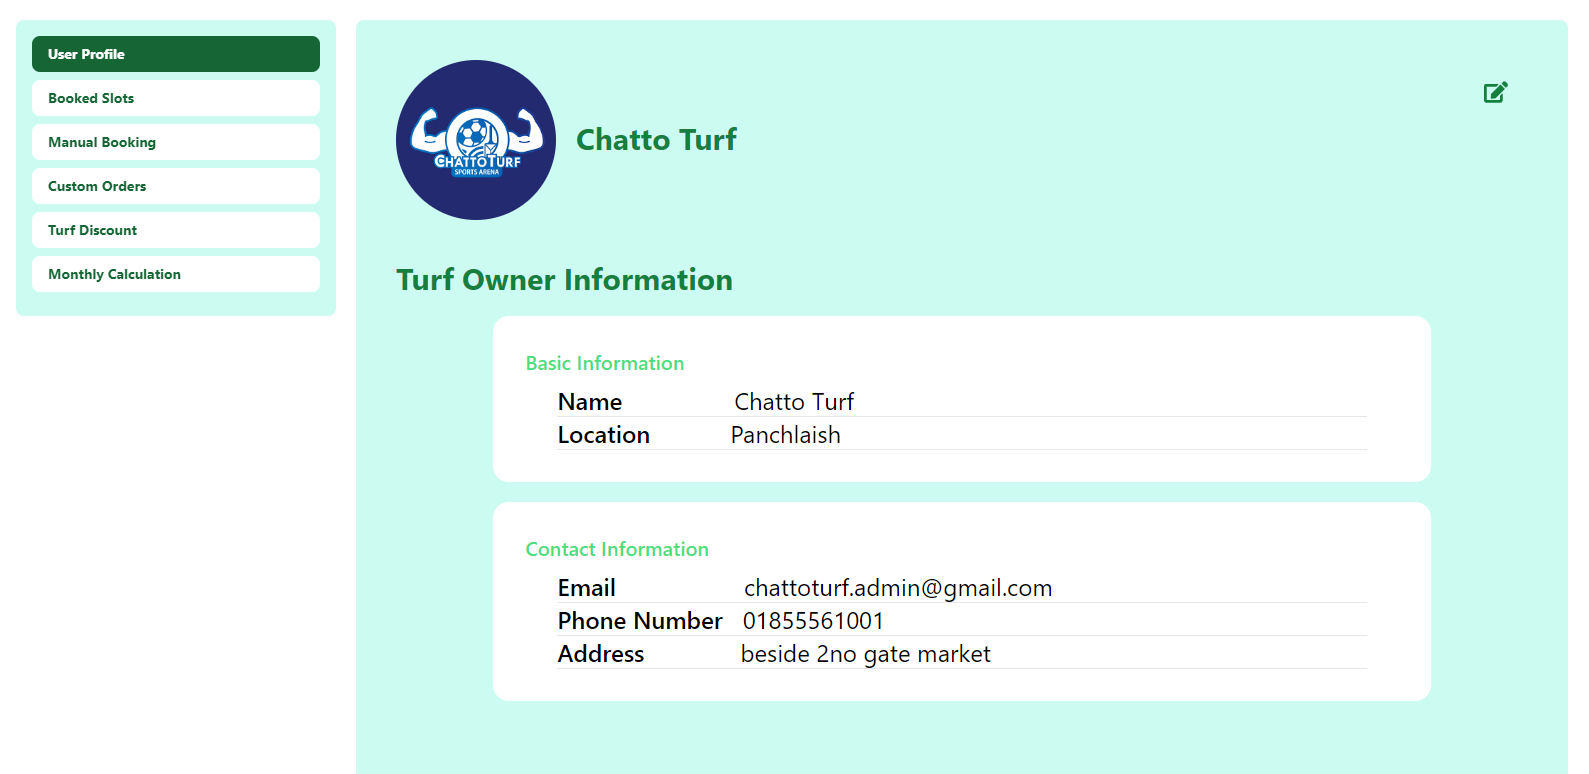 User Profile
Booked Slots
Manual Booking
Custom Orders
Turf Discount
Monthly Calculation
CHATTOTURF
SPORTS ARENA
Chatto Turf
Turf Owner Information
Basic Information
Name Chatto Turf
Location Panchlaish
Contact Information
Email chattoturf.admin@gmail.com
Phone Number 01855561001
Address beside 2no gate market